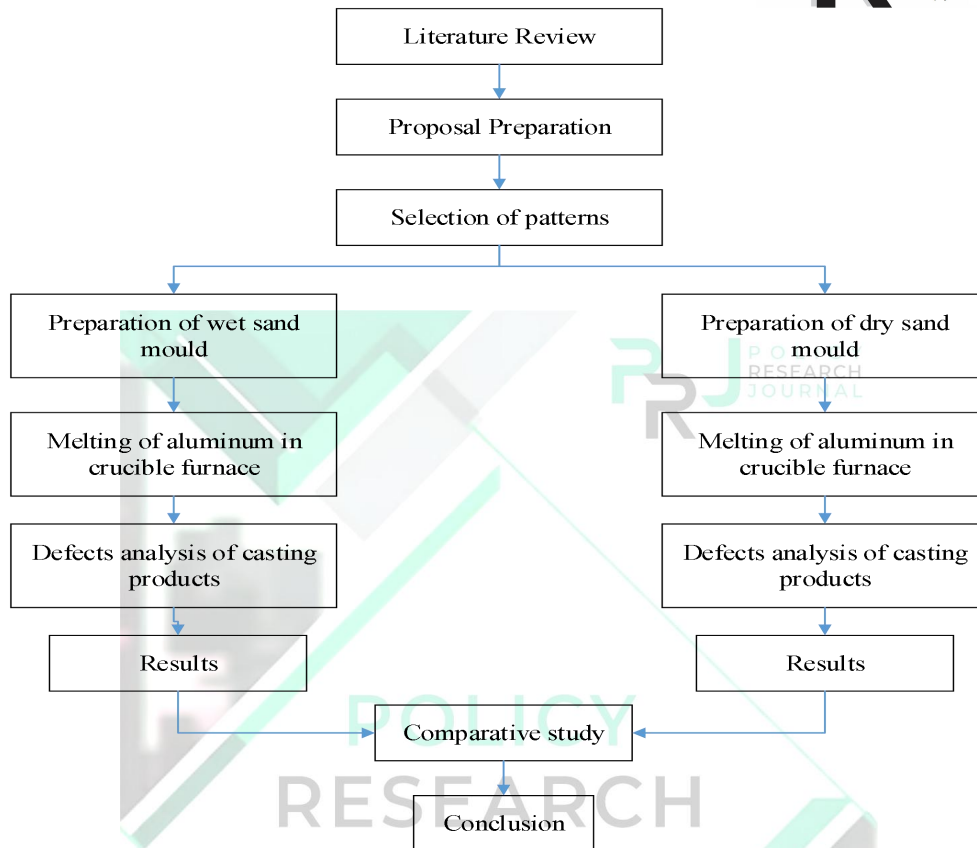 Literature Review
Proposal Preparation
Selection of patterns
Preparation of wet sand
mould
Preparation of dry sand
mould
POLICY
RESEARCH
JOURNAL
PRJ
Melting of aluminum in
crucible furnace
Melting of aluminum in
crucible furnace
Defects analysis of casting
products
Defects analysis of casting
products
Results
Results
POLICY
Comparative study
RESEARCH
Conclusion